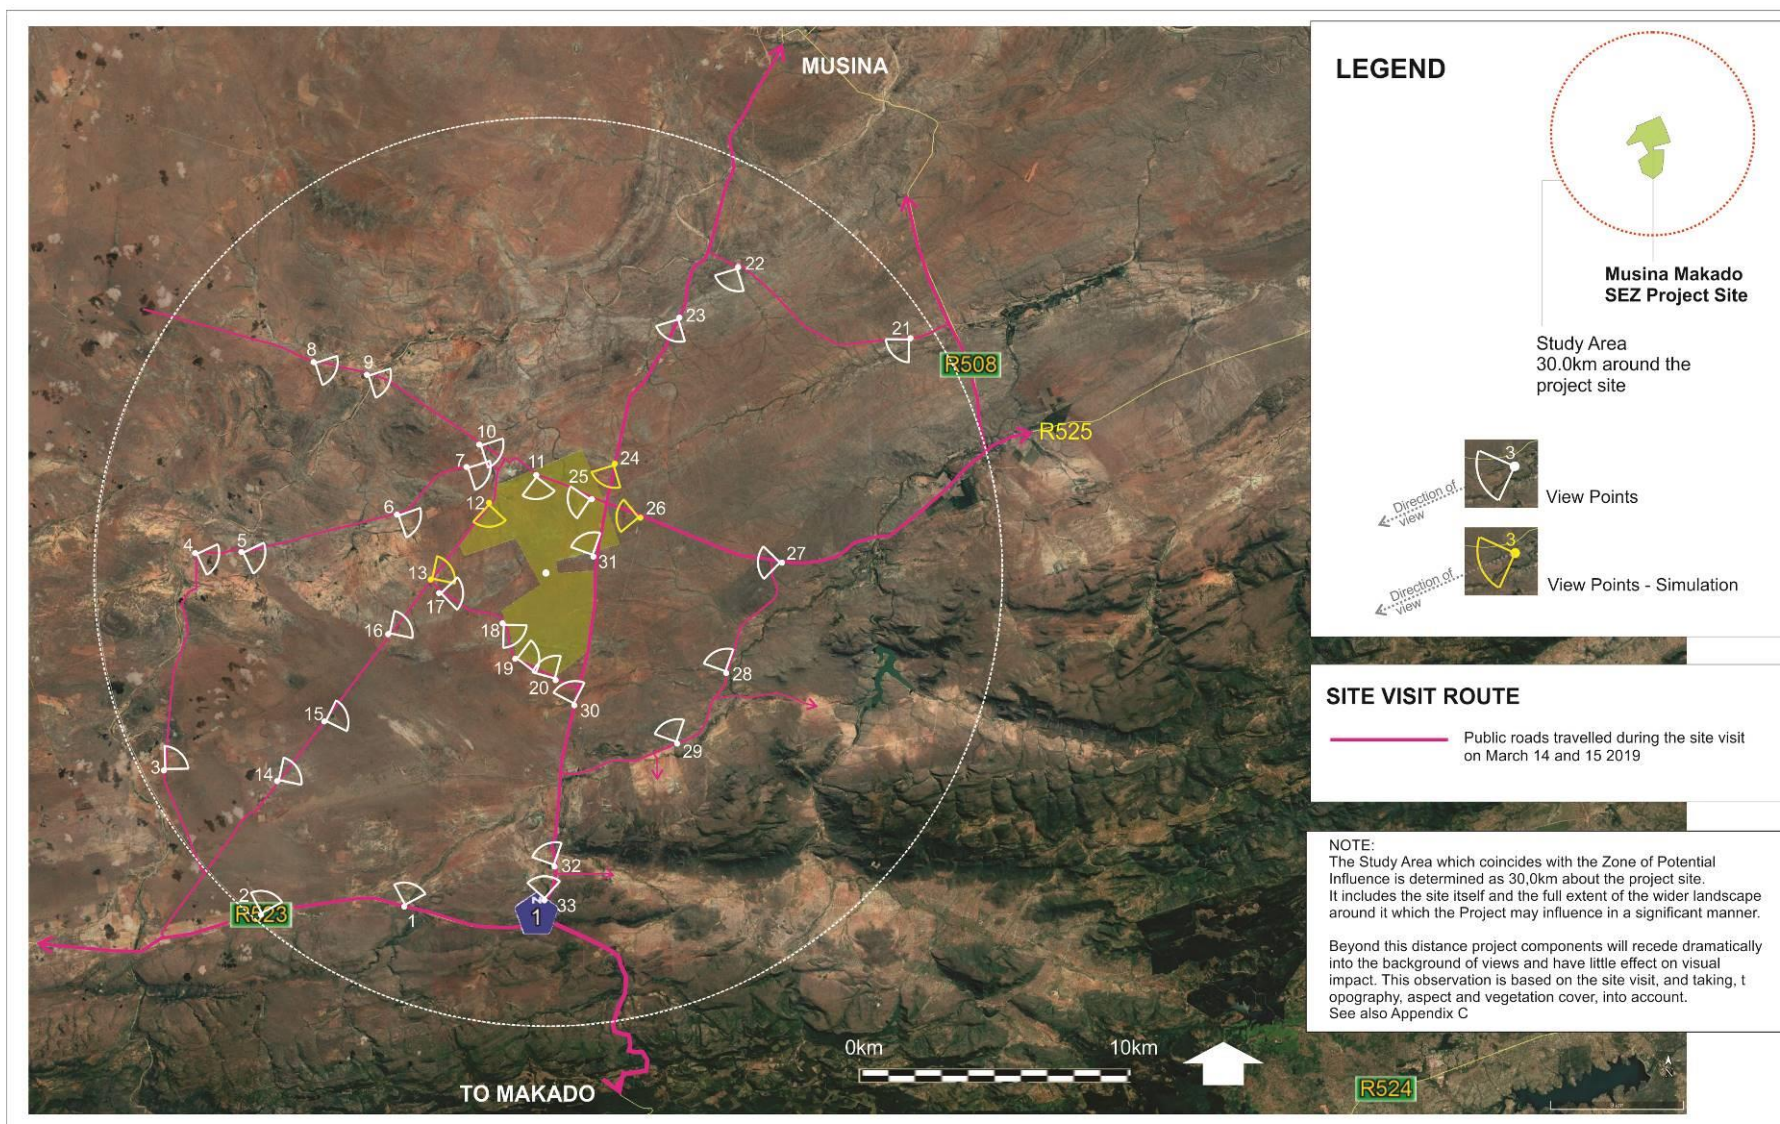 MUSINA
22
23
21
R508
8
9
R525
10
7
11
24
25
12
26
6
4
5
27
31
13
17
18
16
19
28
20
30
15
29
3
14
32
2
R523
1
33
N
1
0km
10km
TO MAKADO
R524
LEGEND
Musina Makado
SEZ Project Site
Study Area
30.0km around the
project site
3
Direction of
view
View Points
3
Direction of
view
View Points - Simulation
SITE VISIT ROUTE
Public roads travelled during the site visit
on March 14 and 15 2019
NOTE:
The Study Area which coincides with the Zone of Potential
Influence is determined as 30,0km about the project site.
It includes the site itself and the full extent of the wider landscape
around it which the Project may influence in a significant manner.
Beyond this distance project components will recede dramatically
into the background of views and have little effect on visual
impact. This observation is based on the site visit, and taking, t
opography, aspect and vegetation cover, into account.
See also Appendix C